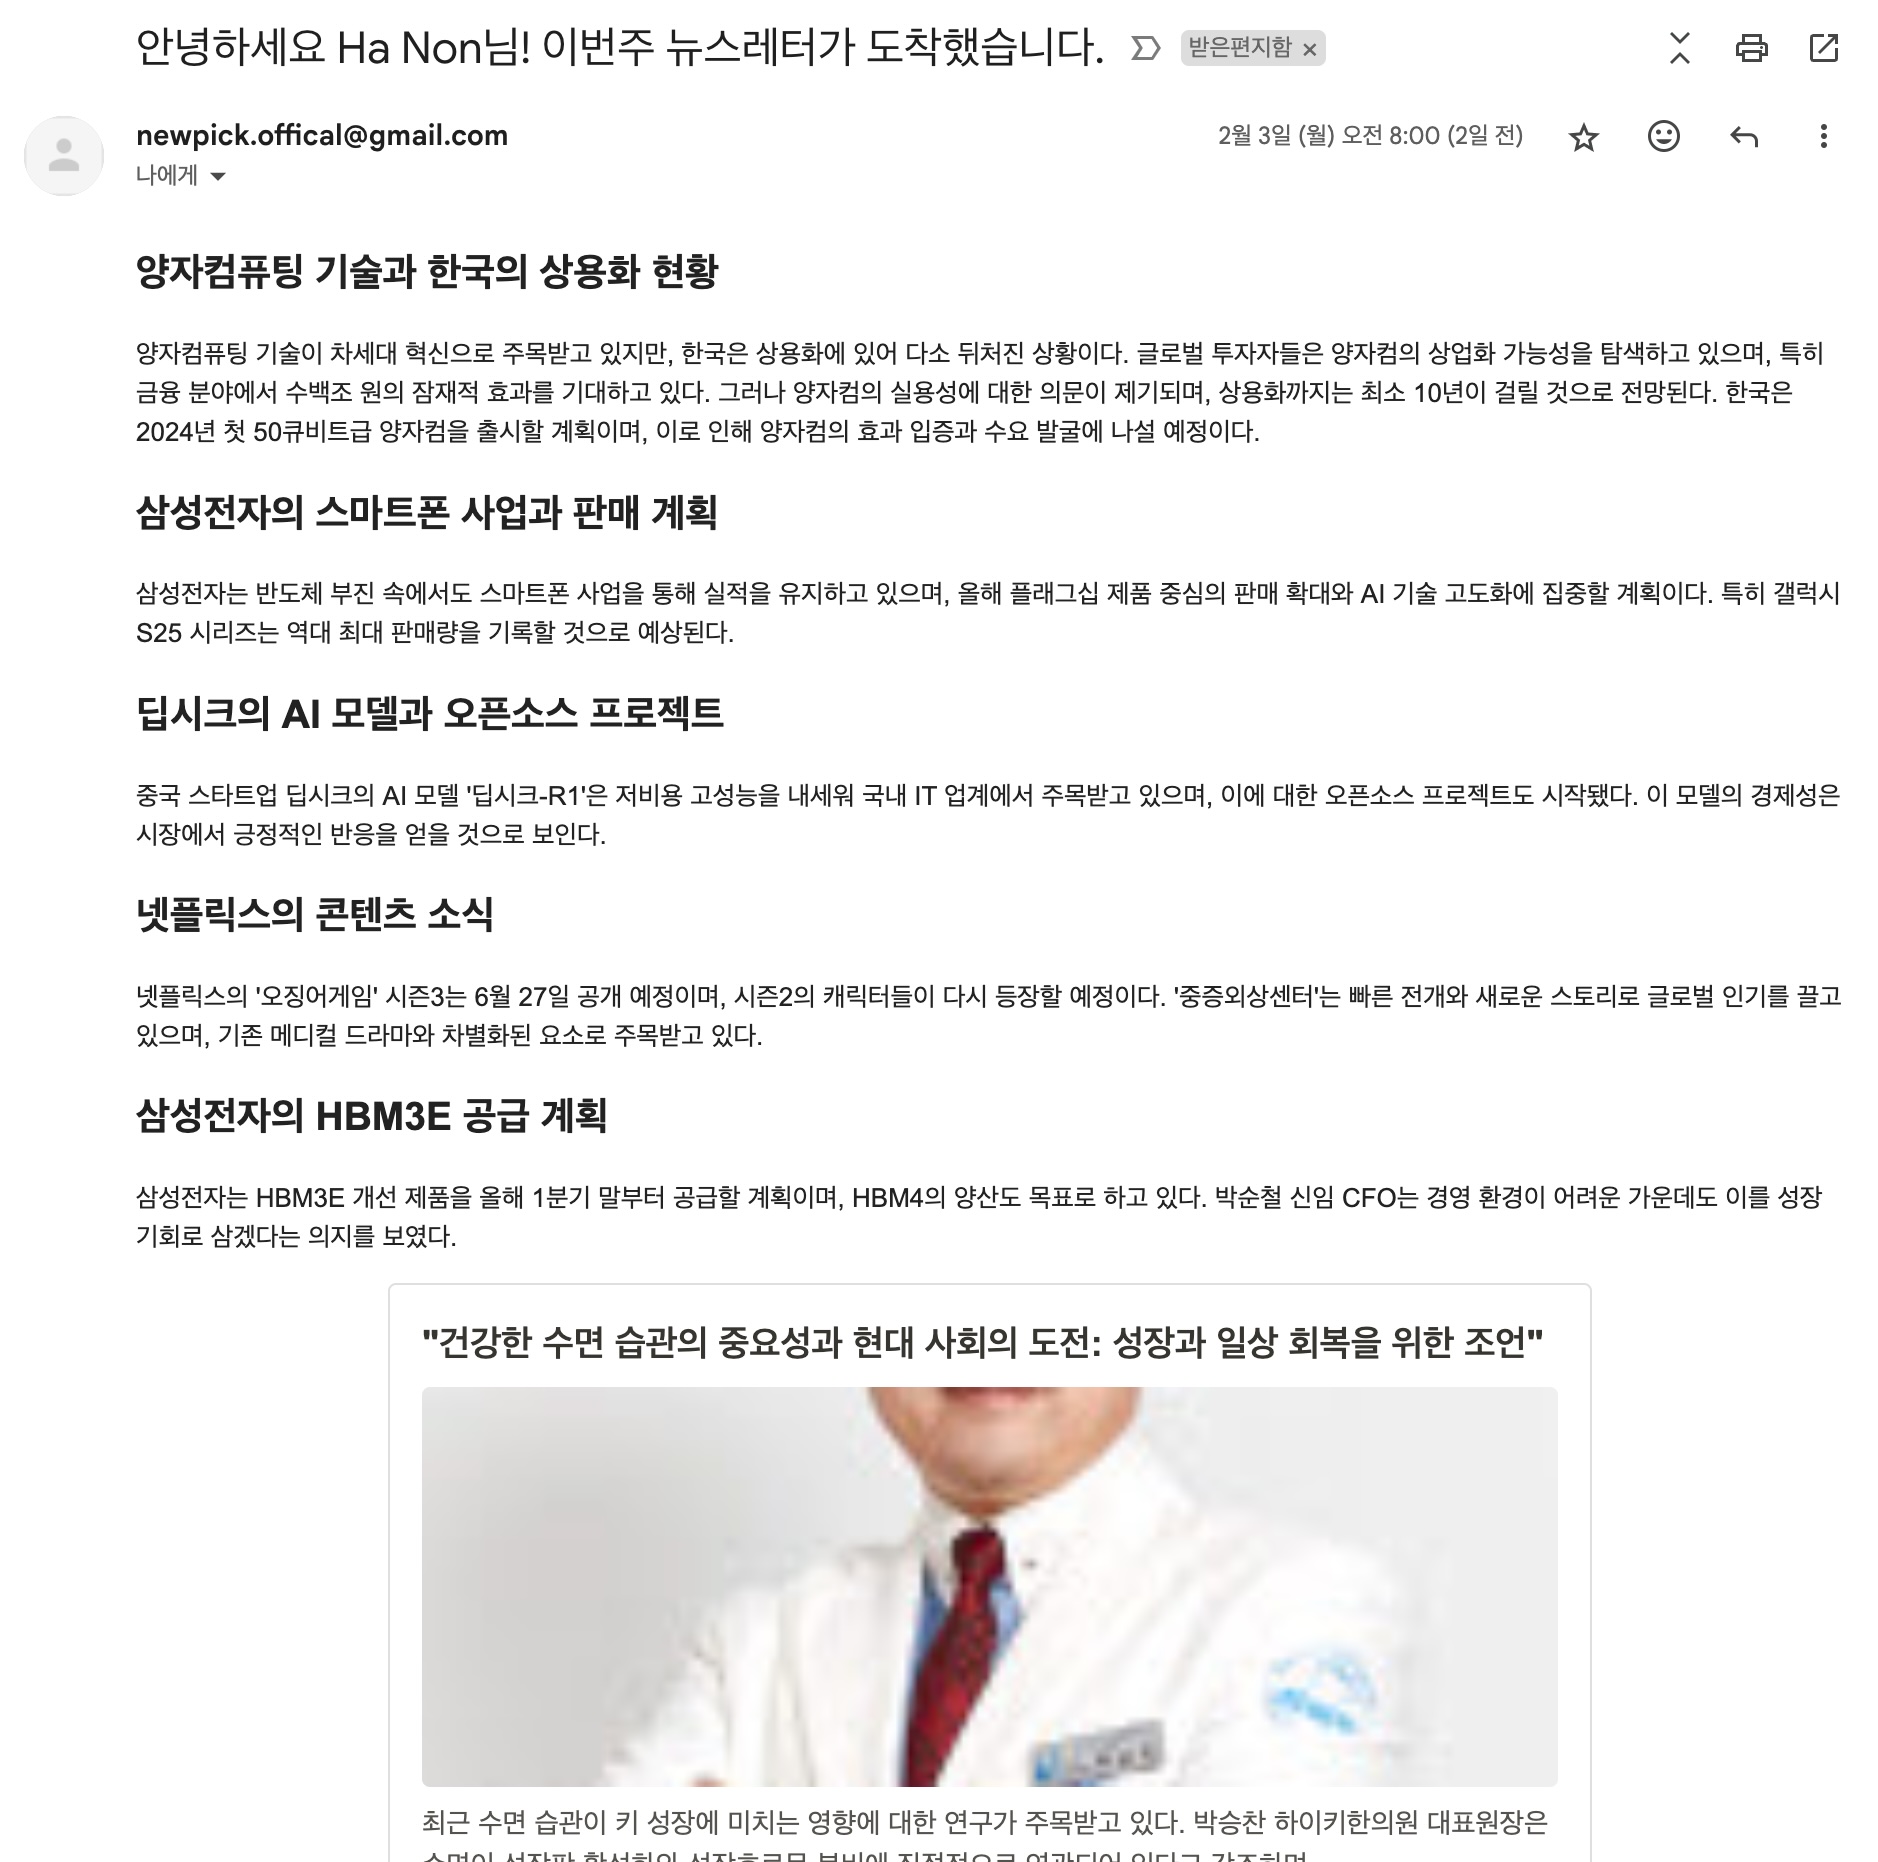 안녕하세요 Ha Non님! 이번주 뉴스레터가 도착했습니다.
받은편지함 ×
newpick.offical@gmail.com
2월 3일 (월) 오전 8:00 (2일 전)
나에게
양자컴퓨팅 기술과 한국의 상용화 현황
양자컴퓨팅 기술이 차세대 혁신으로 주목받고 있지만, 한국은 상용화에 있어 다소 뒤처진 상황이다. 글로벌 투자자들은 양자컴의 상업화 가능성을 탐색하고 있으며, 특히
금융 분야에서 수백조 원의 잠재적 효과를 기대하고 있다. 그러나 양자컴의 실용성에 대한 의문이 제기되며, 상용화까지는 최소 10년이 걸릴 것으로 전망된다. 한국은
2024년 첫 50큐비트급 양자컴을 출시할 계획이며, 이로 인해 양자컴의 효과 입증과 수요 발굴에 나설 예정이다.
삼성전자의 스마트폰 사업과 판매 계획
삼성전자는 반도체 부진 속에서도 스마트폰 사업을 통해 실적을 유지하고 있으며, 올해 플래그십 제품 중심의 판매 확대와 AI 기술 고도화에 집중할 계획이다. 특히 갤럭시
S25 시리즈는 역대 최대 판매량을 기록할 것으로 예상된다.
딥시크의 AI 모델과 오픈소스 프로젝트
중국 스타트업 딥시크의 AI 모델 '딥시크-R1'은 저비용 고성능을 내세워 국내 IT 업계에서 주목받고 있으며, 이에 대한 오픈소스 프로젝트도 시작됐다. 이 모델의 경제성은
시장에서 긍정적인 반응을 얻을 것으로 보인다.
넷플릭스의 콘텐츠 소식
넷플릭스의 '오징어게임' 시즌3는 6월 27일 공개 예정이며, 시즌2의 캐릭터들이 다시 등장할 예정이다. '중증외상센터'는 빠른 전개와 새로운 스토리로 글로벌 인기를 끌고
있으며, 기존 메디컬 드라마와 차별화된 요소로 주목받고 있다.
삼성전자의 HBM3E 공급 계획
삼성전자는 HBM3E 개선 제품을 올해 1분기 말부터 공급할 계획이며, HBM4의 양산도 목표로 하고 있다. 박순철 신임 CFO는 경영 환경이 어려운 가운데도 이를 성장
기회로 삼겠다는 의지를 보였다.
"건강한 수면 습관의 중요성과 현대 사회의 도전: 성장과 일상 회복을 위한 조언"
최근 수면 습관이 키 성장에 미치는 영향에 대한 연구가 주목받고 있다. 박승찬 하이키한의원 대표원장은